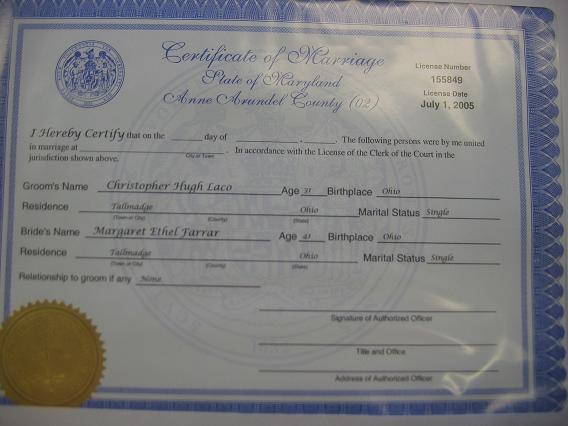 Certificate of Marriage
State of Maryland
Anne Arundel County (02)
License Number
155849
License Date
July 1, 2005
I Hereby Certify that on the ______ day of ______, ______. The following persons were by me united
in marriage at ______. In accordance with the License of the Clerk of the Court in the
City or Town
jurisdiction shown above.
Groom's Name Christopher Hugh Laco Age 31 Birthplace Ohio
Residence Tallmadge Ohio Marital Status Single
(Town or City) (County) (State)
Bride's Name Margaret Ethel Farrar Age 41 Birthplace Ohio
Residence Tallmadge Ohio Marital Status Single
(Town or City) (County) (State)
Relationship to groom if any None
Signature of Authorized Officer
Title and Office
Address of Authorized Officer